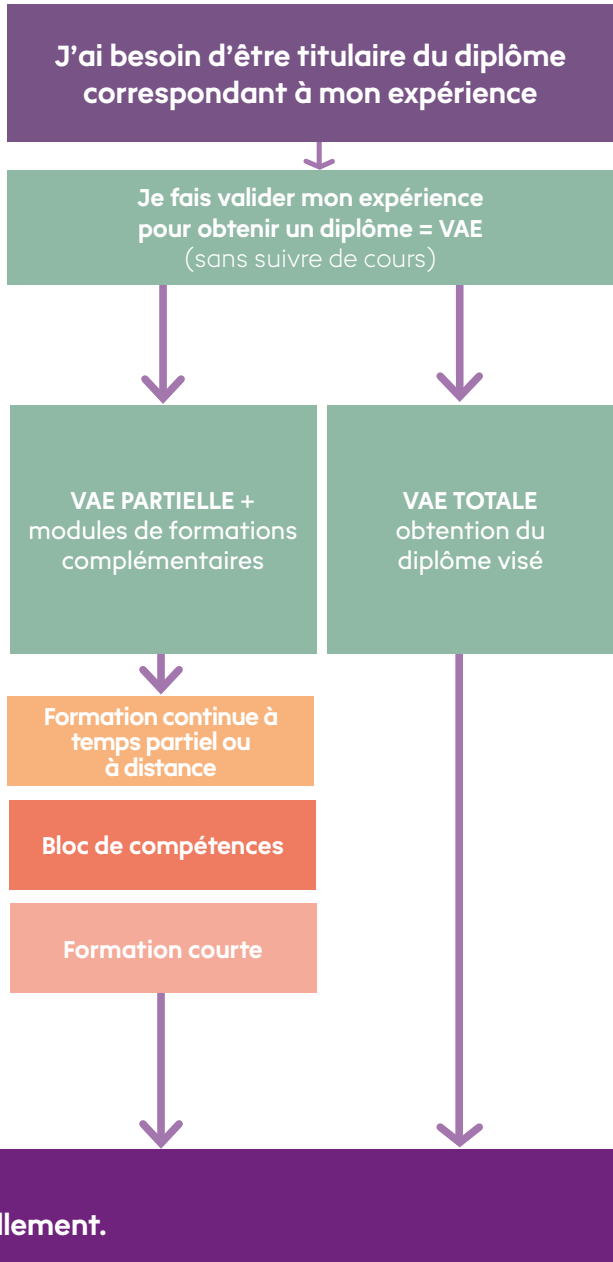 J'ai besoin d'être titulaire du diplôme
correspondant à mon expérience
Je fais valider mon expérience
pour obtenir un diplôme = VAE
(sans suivre de cours)
VAE PARTIELLE +
modules de formations
complémentaires
VAE TOTALE
obtention du
diplôme visé
Formation continue à
temps partiel ou
à distance
Bloc de compétences
Formation courte
llement.